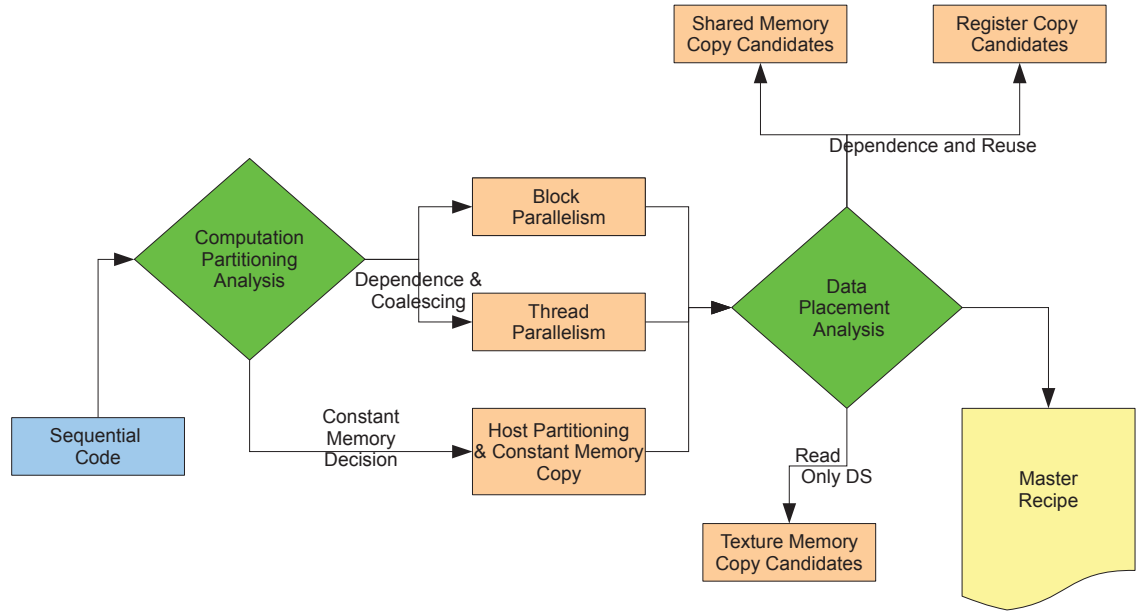 Shared Memory
Copy Candidates
Register Copy
Candidates
Dependence and Reuse
Block
Parallelism
Computation
Partitioning
Analysis
Dependence &
Coalescing
Thread
Parallelism
Data
Placement
Analysis
Sequential
Code
Constant
Memory
Decision
Host Partitioning
& Constant Memory
Copy
Read
Only DS
Master
Recipe
Texture Memory
Copy Candidates